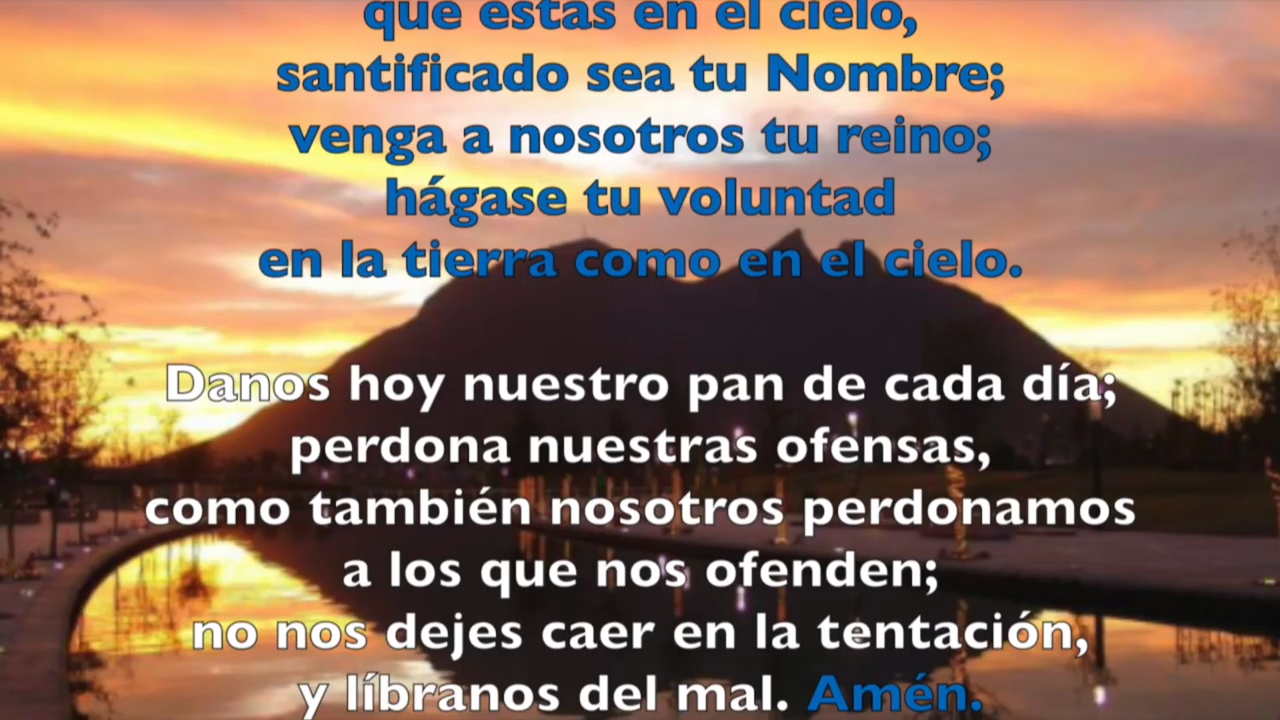 que estás en el cielo,
santificado sea tu Nombre;
venga a nosotros tu reino;
hágase tu voluntad
en la tierra como en el cielo.
Danos hoy nuestro pan de cada día;
perdona nuestras ofensas,
como también nosotros perdonamos
a los que nos ofenden;
no nos dejes caer en la tentación,
y líbranos del mal. Amén.